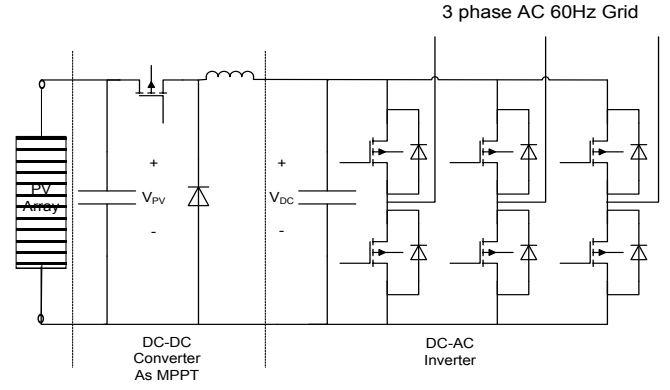 3 phase AC 60Hz Grid
PV
Array
+
VPV
-
+
VDC
-
DC-DC
Converter
As MPPT
DC-AC
Inverter